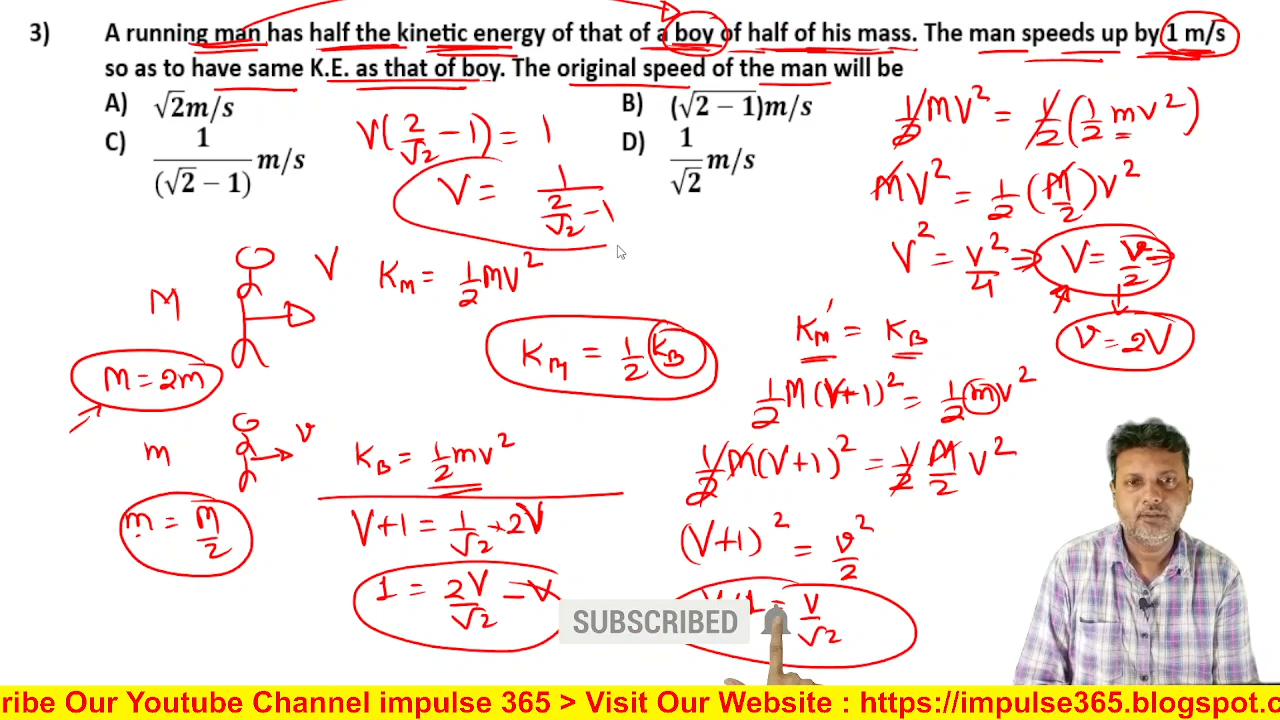 3) A running man has half the kinetic energy of that of a boy of half of his mass. The man speeds up by 1 m/s
so as to have same K.E. as that of boy. The original speed of the man will be
A) √2m/s
B) (√2 − 1)m/s
C) 1/(√2 − 1) m/s
D) 1/√2 m/s
V(2/√2 − 1) = 1
V = 1/(2/√2 − 1)
M
V
K_M = 1/2 MV²
K_M = 1/2 K_B
M = 2m
m
v
K_B = 1/2 mv²
m = M/2
V+1 = 1/√2 × 2V
1 = 2V/√2 − V
1/2 MV² = 1/2 (1/2 mv²)
MV² = 1/2 (M/2) v²
V² = v²/4 ⇒ V = v/2 ⇒
v = 2V
K_M' = K_B
1/2 M(V+1)² = 1/2 mv²
1/2 M(V+1)² = 1/2 M/2 v²
(V+1)² = v²/2
1 = v/√2
SUBSCRIBED
ribe Our Youtube Channel impulse 365 > Visit Our Website : https://impulse365.blogspot.c